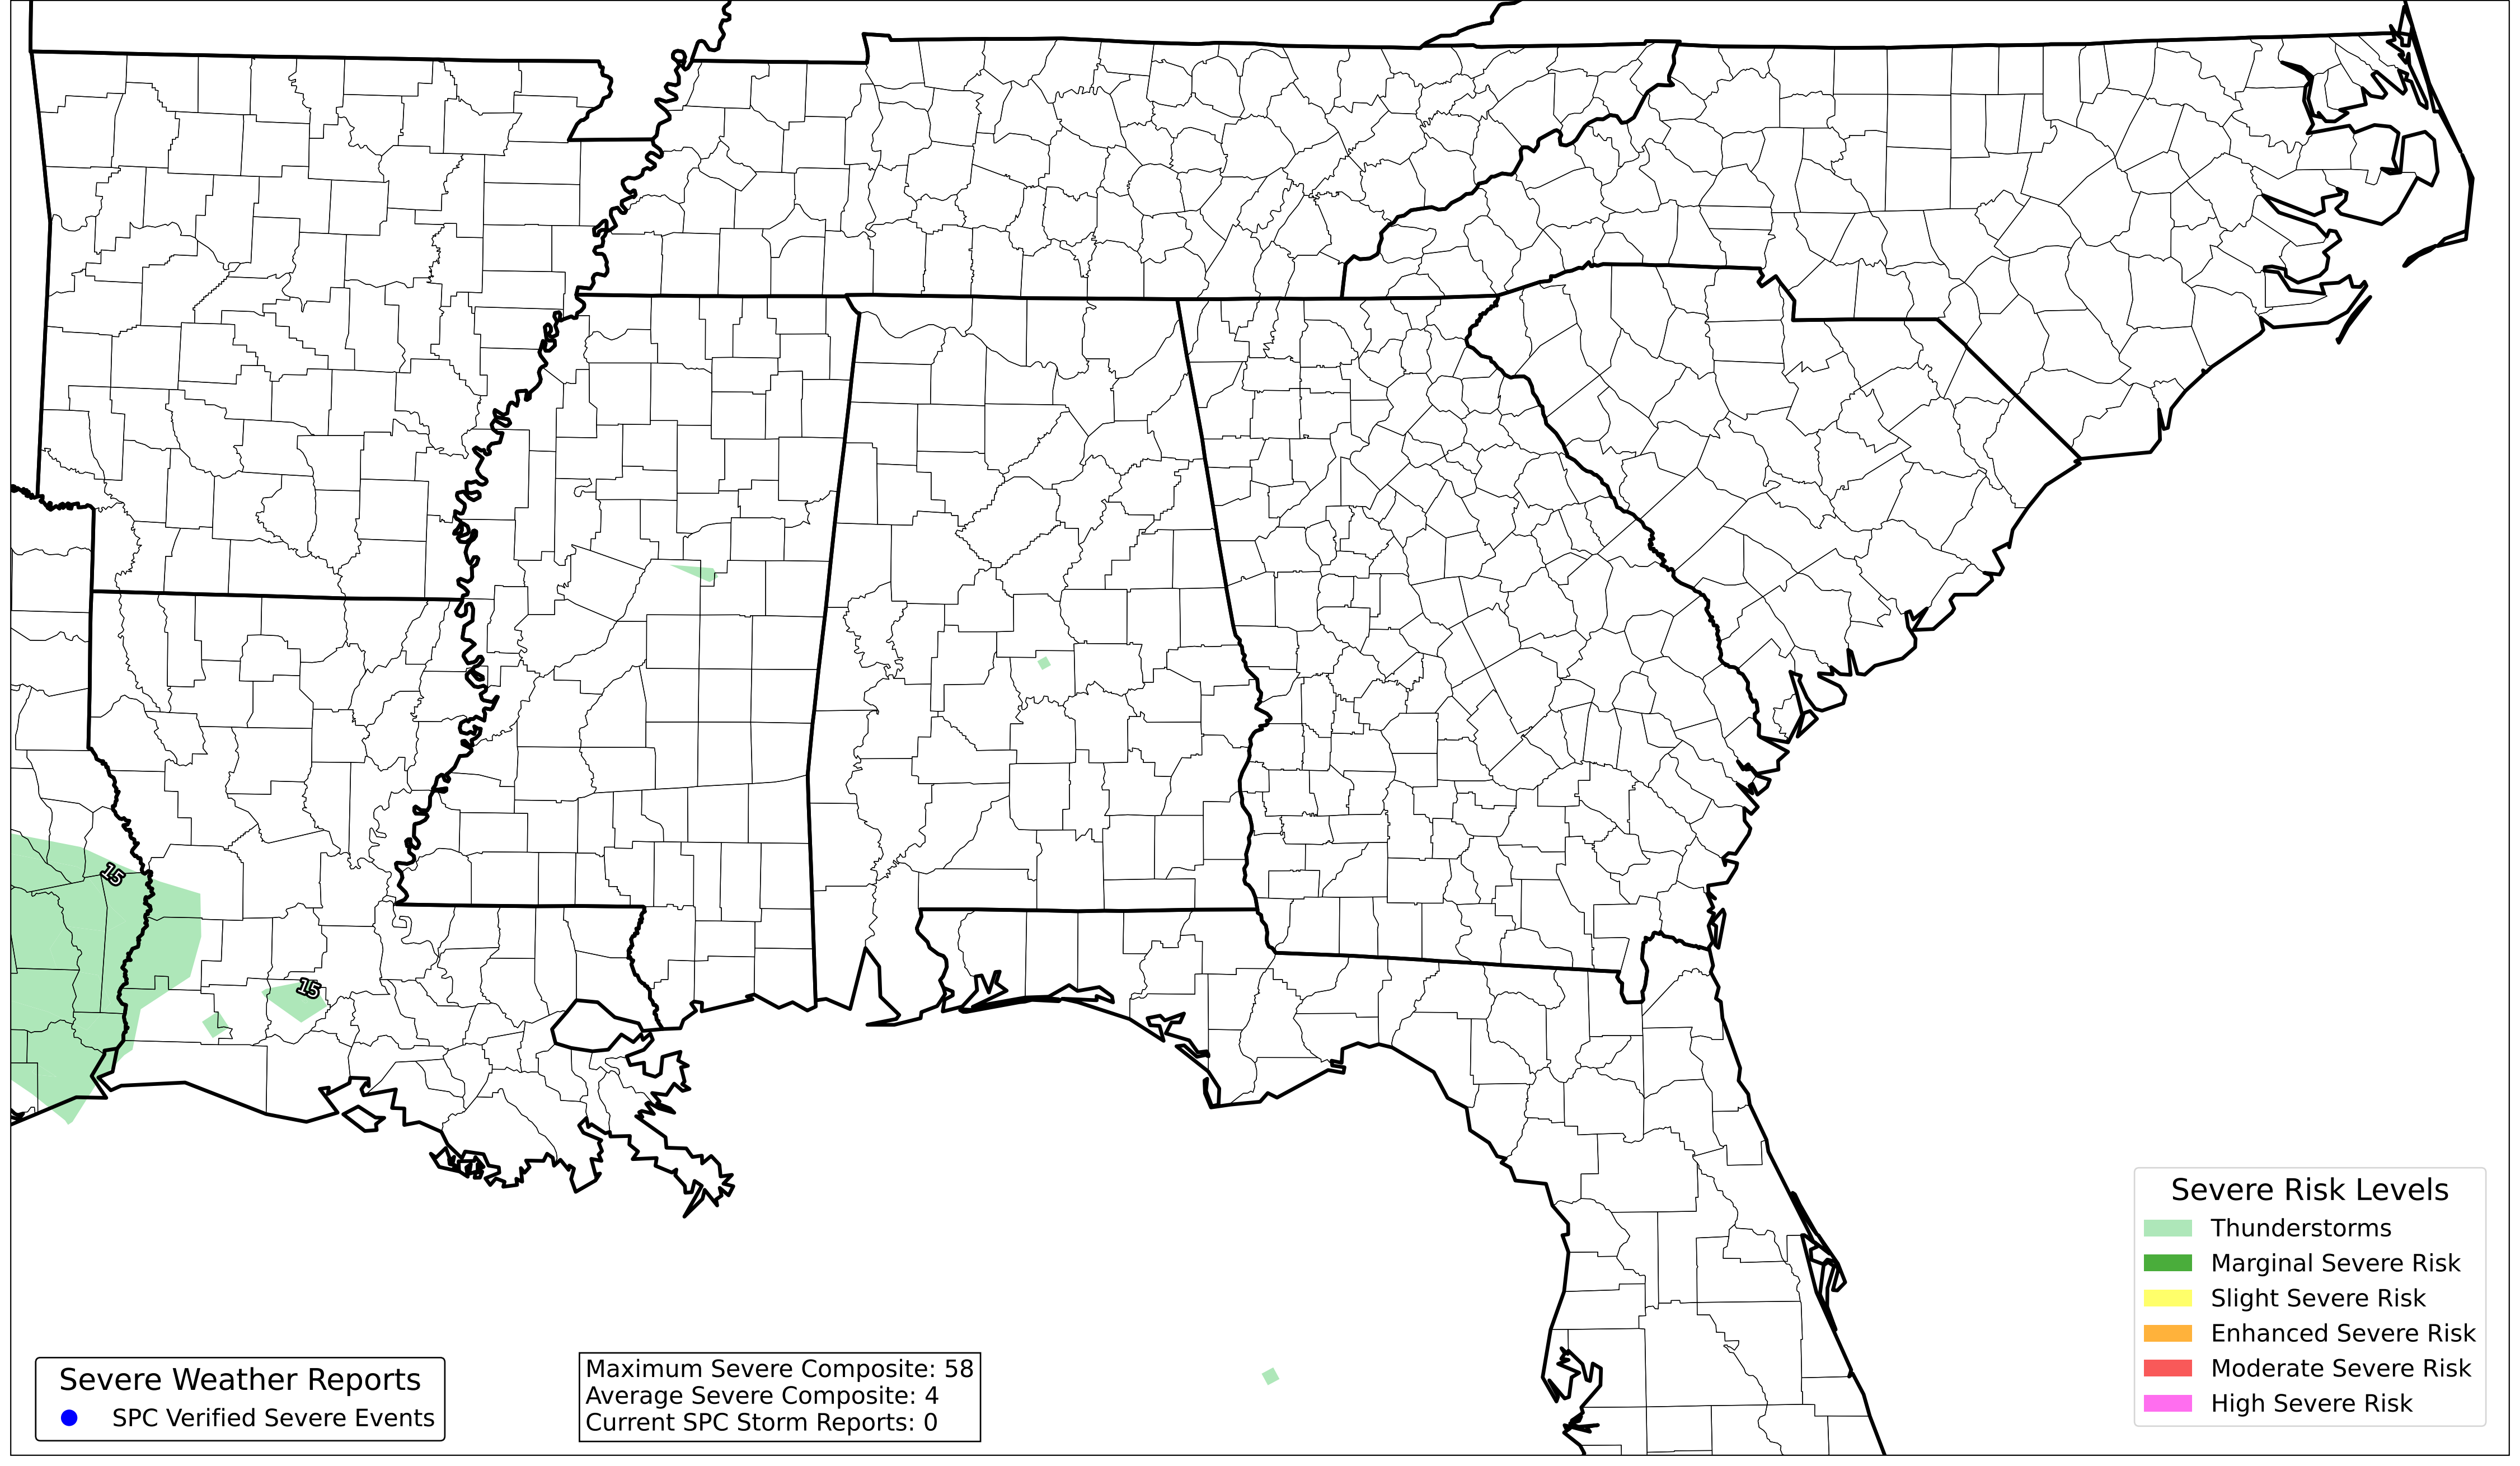 15
15
Severe Risk Levels
Thunderstorms
Marginal Severe Risk
Slight Severe Risk
Enhanced Severe Risk
Moderate Severe Risk
High Severe Risk
Severe Weather Reports
SPC Verified Severe Events
Maximum Severe Composite: 58
Average Severe Composite: 4
Current SPC Storm Reports: 0